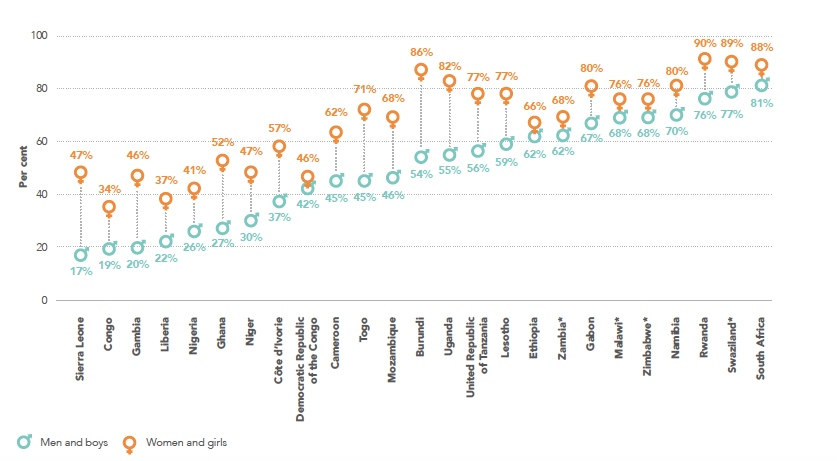 100
80
60
40
20
0
Per cent
47%
34%
46%
37%
41%
52%
47%
57%
46%
62%
71%
68%
86%
82%
77%
77%
66%
68%
80%
76%
76%
80%
90%
89%
88%
17%
19%
20%
22%
26%
27%
30%
37%
42%
45%
45%
46%
54%
55%
56%
59%
62%
62%
67%
68%
68%
70%
76%
77%
81%
Sierra Leone
Congo
Gambia
Liberia
Nigeria
Ghana
Niger
Côte d'Ivorie
Democratic Republic
of the Congo
Cameroon
Togo
Mozambique
Burundi
Uganda
United Republic
of Tanzania
Lesotho
Ethiopia
Zambia*
Gabon
Malawi*
Zimbabwe*
Namibia
Rwanda
Swaziland*
South Africa
Men and boys
Women and girls